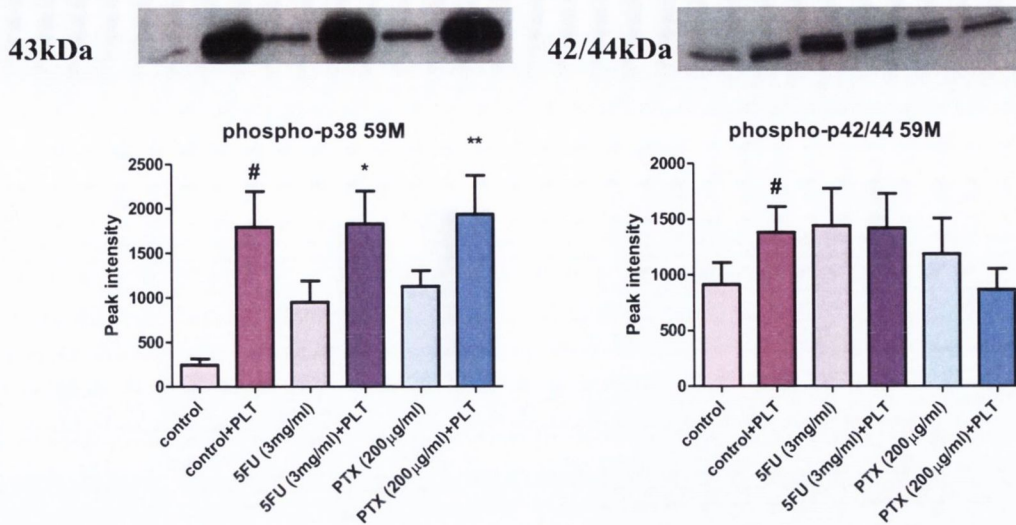 43kDa
42/44kDa
phospho-p38 59M
Peak intensity
2500
2000
1500
1000
500
0
#
*
**
control
control+PLT
5FU (3mg/ml)
5FU (3mg/ml)+PLT
PTX (200µg/ml)
PTX (200µg/ml)+PLT
phospho-p42/44 59M
Peak intensity
2000
1500
1000
500
0
#
control
control+PLT
5FU (3mg/ml)
5FU (3mg/ml)+PLT
PTX (200µg/ml)
PTX (200µg/ml)+PLT